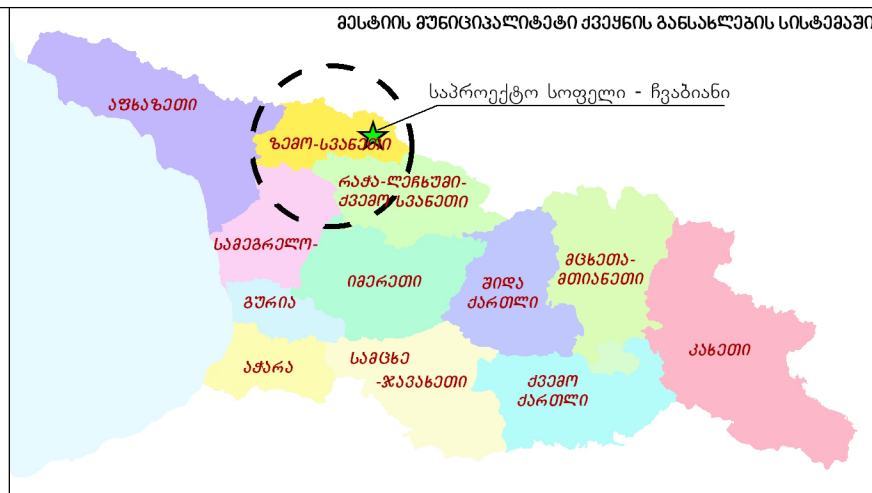 მესტიის მუნიციპალიტეტი ქვეყნის განსახლების სისტემაში
საპროექტო სოფელი - ჩვაბიანი
აფხაზეთი
ზემო-სვანეთი
რაჭა-ლეჩხუმი-
ქვემო სვანეთი
სამეგრელო-
იმერეთი
შიდა
ქართლი
მცხეთა-
მთიანეთი
გურია
კახეთი
აჭარა
სამცხე
-ჯავახეთი
ქვემო
ქართლი